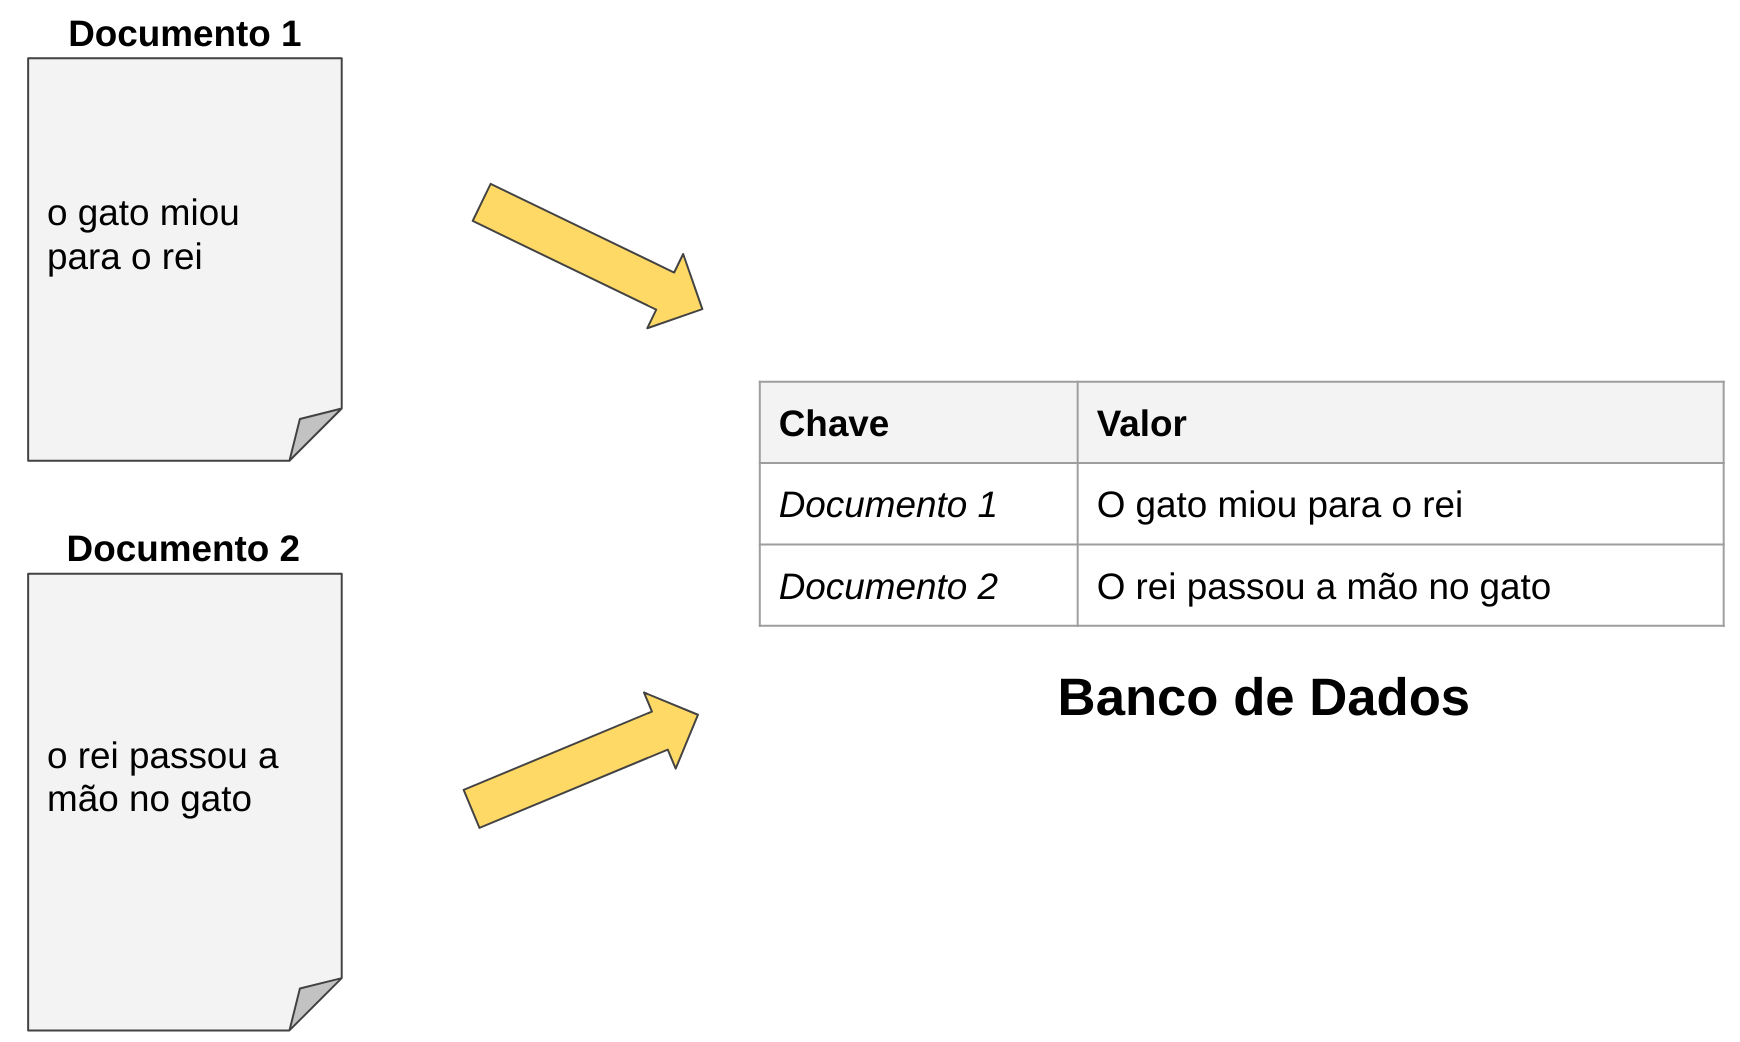 Documento 1
o gato miou
para o rei
Documento 2
o rei passou a
mão no gato
Chave Valor
Documento 1 O gato miou para o rei
Documento 2 O rei passou a mão no gato
Banco de Dados